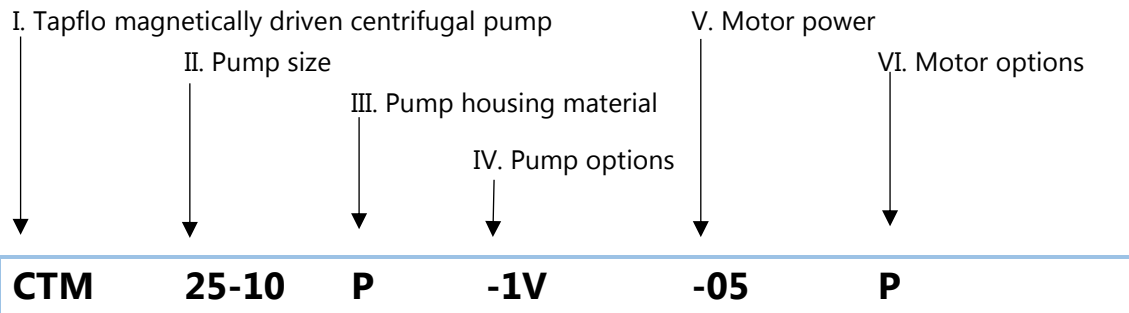 I. Tapflo magnetically driven centrifugal pump V. Motor power
II. Pump size VI. Motor options
III. Pump housing material
IV. Pump options
CTM 25-10 P -1V -05 P